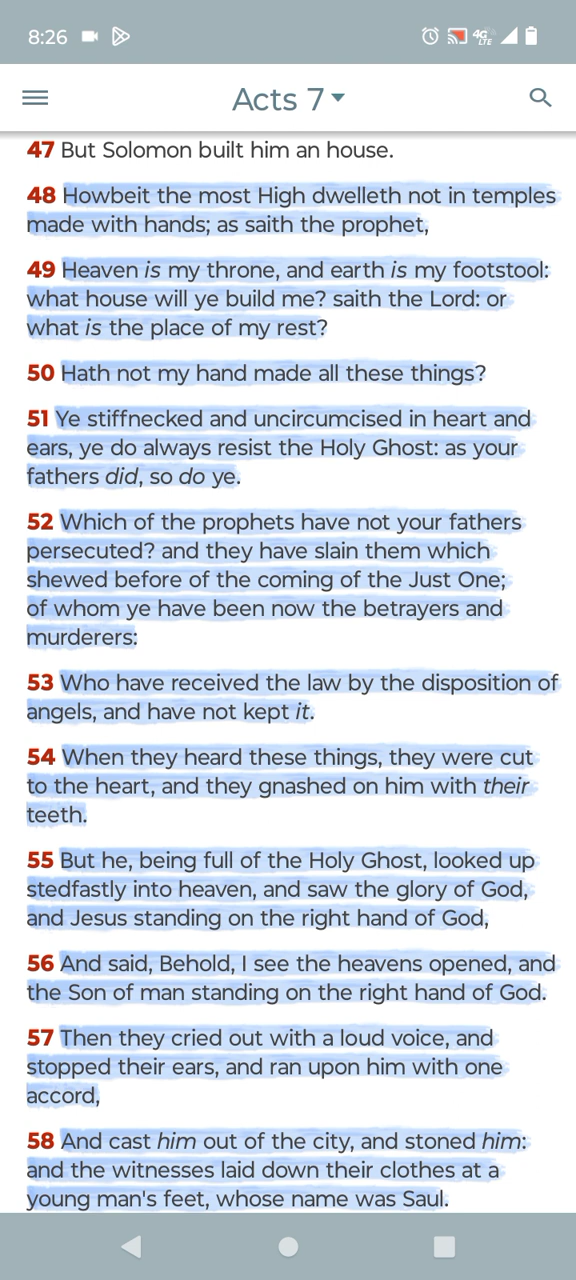 8:26
4G
LTE
Acts 7
47 But Solomon built him an house.
48 Howbeit the most High dwelleth not in temples
made with hands; as saith the prophet,
49 Heaven is my throne, and earth is my footstool:
what house will ye build me? saith the Lord: or
what is the place of my rest?
50 Hath not my hand made all these things?
51 Ye stiffnecked and uncircumcised in heart and
ears, ye do always resist the Holy Ghost: as your
fathers did, so do ye.
52 Which of the prophets have not your fathers
persecuted? and they have slain them which
shewed before of the coming of the Just One;
of whom ye have been now the betrayers and
murderers:
53 Who have received the law by the disposition of
angels, and have not kept it.
54 When they heard these things, they were cut
to the heart, and they gnashed on him with their
teeth.
55 But he, being full of the Holy Ghost, looked up
stedfastly into heaven, and saw the glory of God,
and Jesus standing on the right hand of God,
56 And said, Behold, I see the heavens opened, and
the Son of man standing on the right hand of God.
57 Then they cried out with a loud voice, and
stopped their ears, and ran upon him with one
accord,
58 And cast him out of the city, and stoned him:
and the witnesses laid down their clothes at a
young man's feet, whose name was Saul.